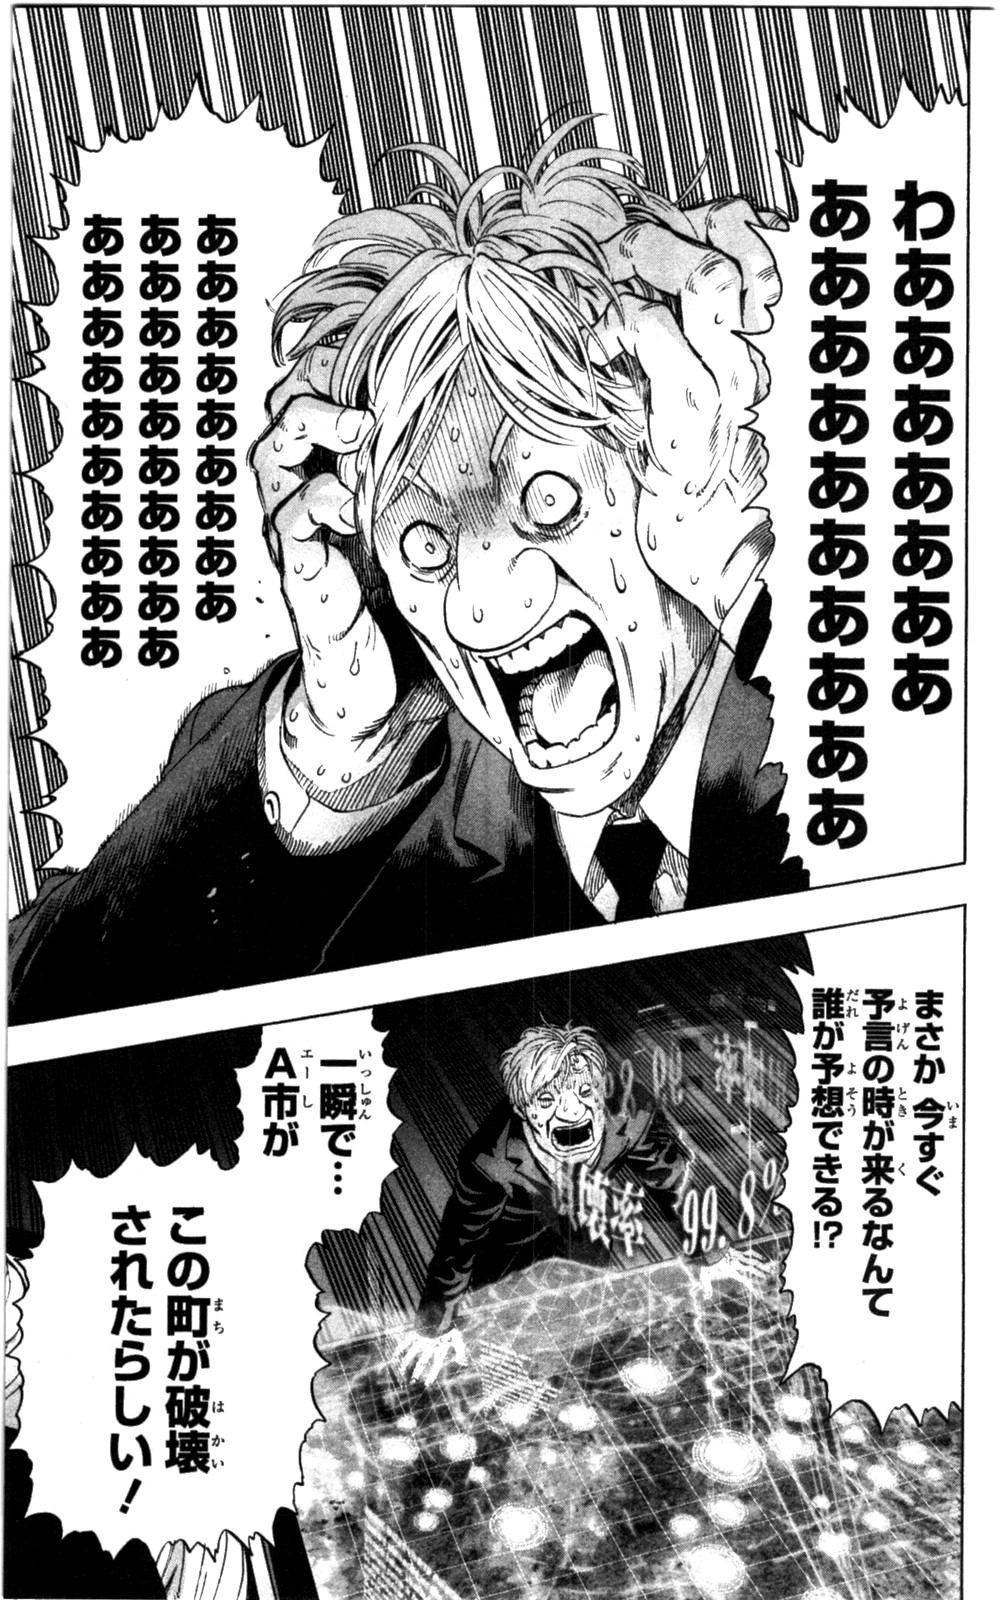 わあああああああ
ああああああああああ
あああああああああ
ああああああああああ
ああああああああああ
まさか 今すぐ
予言の時が来るなんて
誰が予想できる!?
壊率 99.8%
一瞬で…
A市が
この町が破壊
されたらしい!